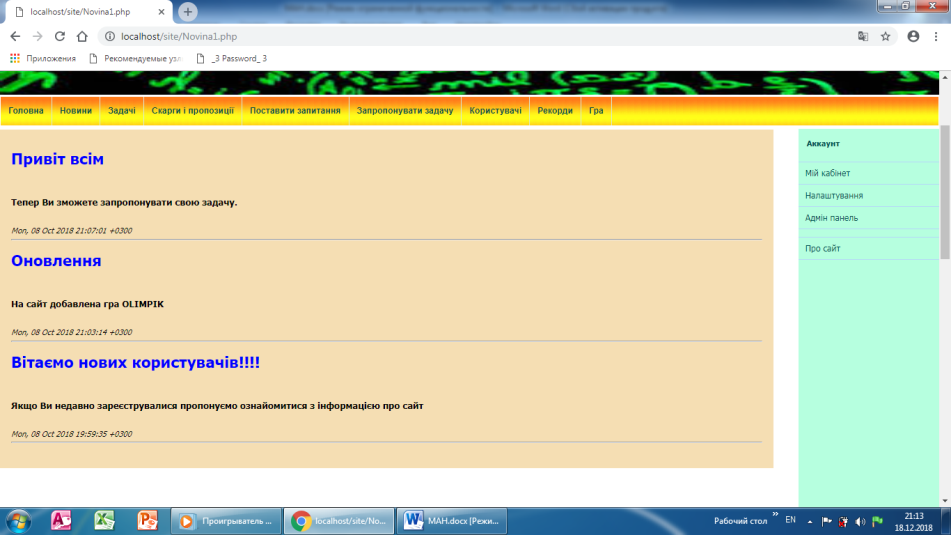 localhost/site/Novina1.php
localhost/site/Novina1.php
Приложения
Рекомендуемые узл
_3 Password_3
Головна Новини Задачі Скарги і пропозиції Поставити запитання Запропонувати задачу Користувачі Рекорди Гра
Привіт всім
Тепер Ви зможете запропонувати свою задачу.
Mon, 08 Oct 2018 21:07:01 +0300
Оновлення
На сайт добавлена гра OLIMPIK
Mon, 08 Oct 2018 21:03:14 +0300
Вітаємо нових користувачів!!!!
Якщо Ви недавно зареєструвалися пропонуємо ознайомитися з інформацією про сайт
Mon, 08 Oct 2018 19:59:35 +0300
Аккаунт
Мій кабінет
Налаштування
Адмін панель
Про сайт
Проигрыватель ...
localhost/site/No...
МАН.docx [Режи...
Рабочий стол
EN
21:13
18.12.2018